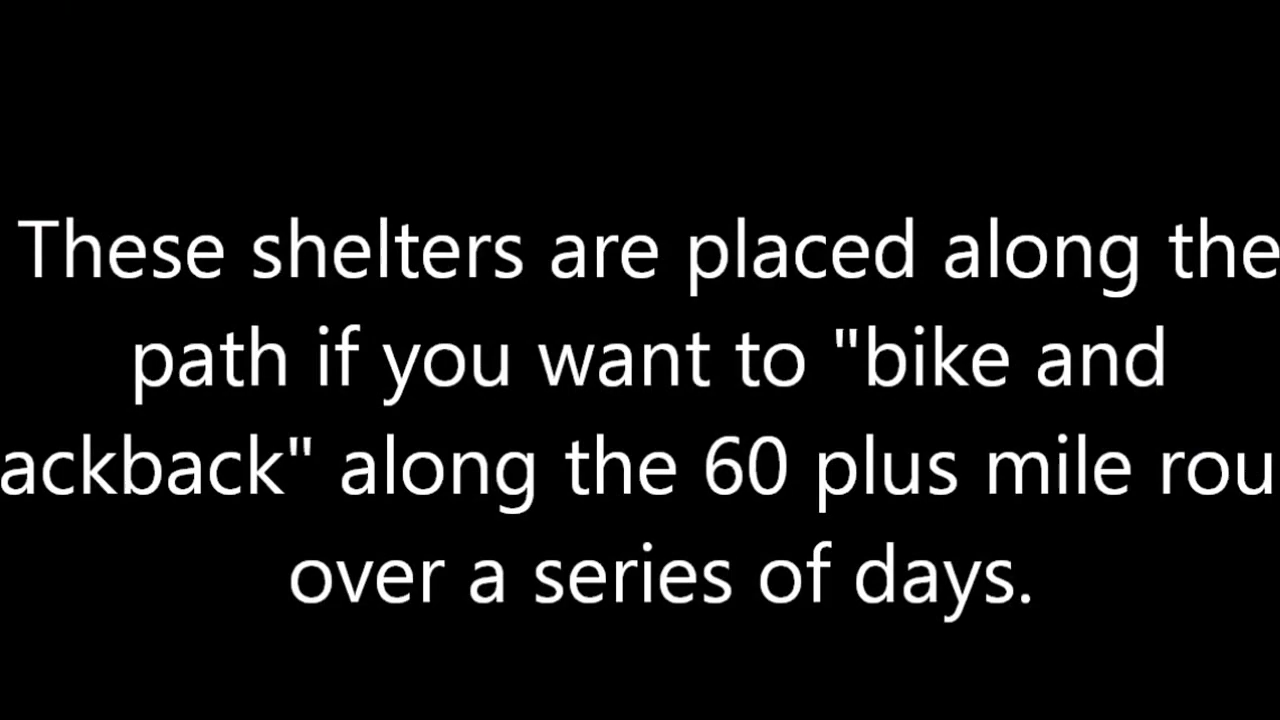 These shelters are placed along the
path if you want to "bike and
ackback" along the 60 plus mile rou
over a series of days.